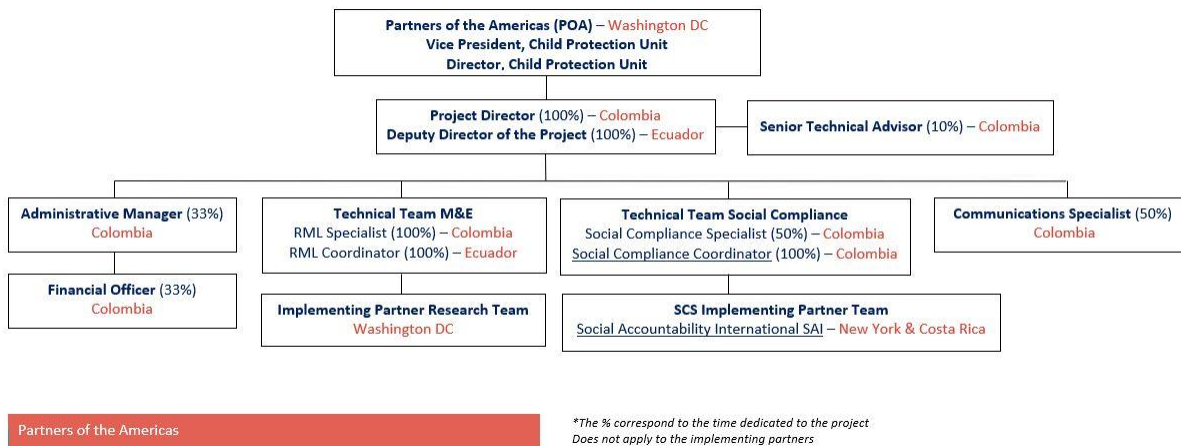 Partners of the Americas (POA) – Washington DC
Vice President, Child Protection Unit
Director, Child Protection Unit
Project Director (100%) – Colombia
Deputy Director of the Project (100%) – Ecuador
Senior Technical Advisor (10%) – Colombia
Administrative Manager (33%)
Colombia
Technical Team M&E
RML Specialist (100%) – Colombia
RML Coordinator (100%) – Ecuador
Technical Team Social Compliance
Social Compliance Specialist (50%) – Colombia
Social Compliance Coordinator (100%) – Colombia
Communications Specialist (50%)
Colombia
Financial Officer (33%)
Colombia
Implementing Partner Research Team
Washington DC
SCS Implementing Partner Team
Social Accountability International SAI – New York & Costa Rica
Partners of the Americas
*The % correspond to the time dedicated to the project
Does not apply to the implementing partners